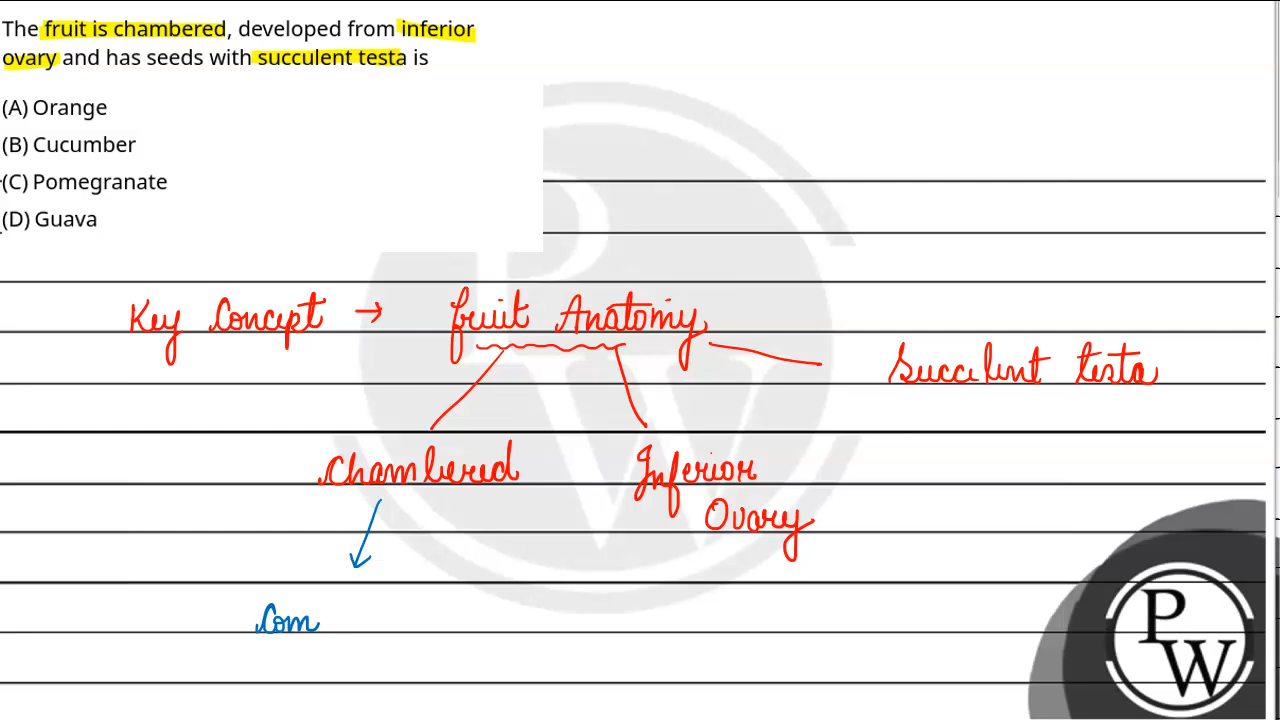 The fruit is chambered, developed from inferior
ovary and has seeds with succulent testa is
(A) Orange
(B) Cucumber
(C) Pomegranate
(D) Guava
Key Concept → fruit Anatomy
Succulent testa
Chambered
Inferior
Ovary
Com
P
W